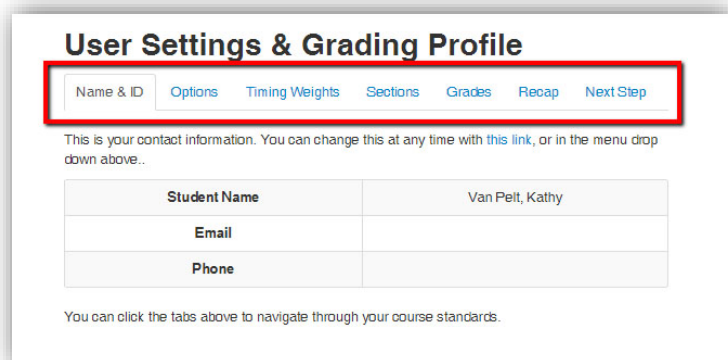 User Settings & Grading Profile
Name & ID Options Timing Weights Sections Grades Recap Next Step
This is your contact information. You can change this at any time with this link, or in the menu drop
down above..
Student Name Van Pelt, Kathy
Email
Phone
You can click the tabs above to navigate through your course standards.